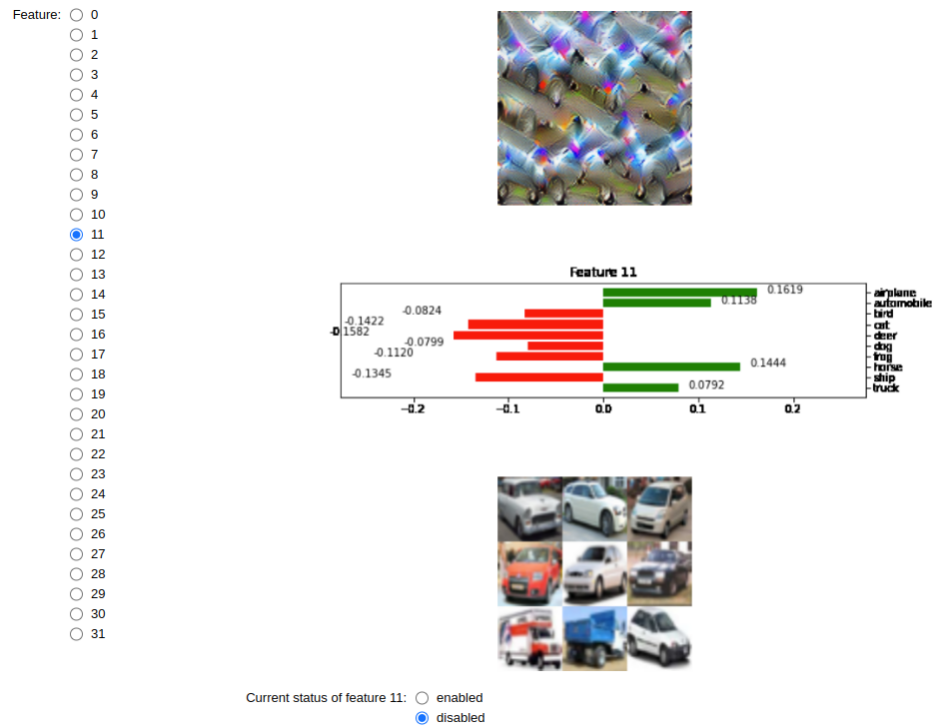 Feature:
0
1
2
3
4
5
6
7
8
9
10
11
12
13
14
15
16
17
18
19
20
21
22
23
24
25
26
27
28
29
30
31
Feature 11
0.1619
airplane
0.1138
automobile
-0.0824
bird
-0.1422
cat
-0.1582
deer
-0.0799
dog
-0.1120
frog
0.1444
horse
-0.1345
ship
0.0792
truck
−0.2 −0.1 0.0 0.1 0.2
Current status of feature 11:
enabled
disabled